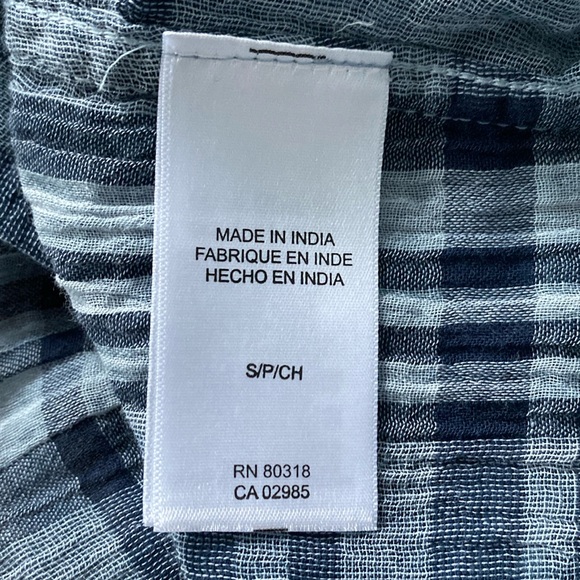 MADE IN INDIA
FABRIQUE EN INDE
HECHO EN INDIA
S/P/CH
RN 80318
CA 02985